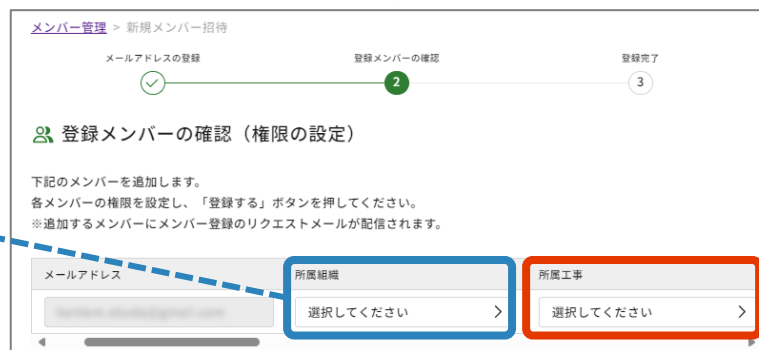 メンバー管理 > 新規メンバー招待
メールアドレスの登録 登録メンバーの確認 登録完了
2 3
登録メンバーの確認（権限の設定）
下記のメンバーを追加します。
各メンバーの権限を設定し、「登録する」ボタンを押してください。
※追加するメンバーにメンバー登録のリクエストメールが配信されます。
メールアドレス 所属組織 所属工事
選択してください 選択してください